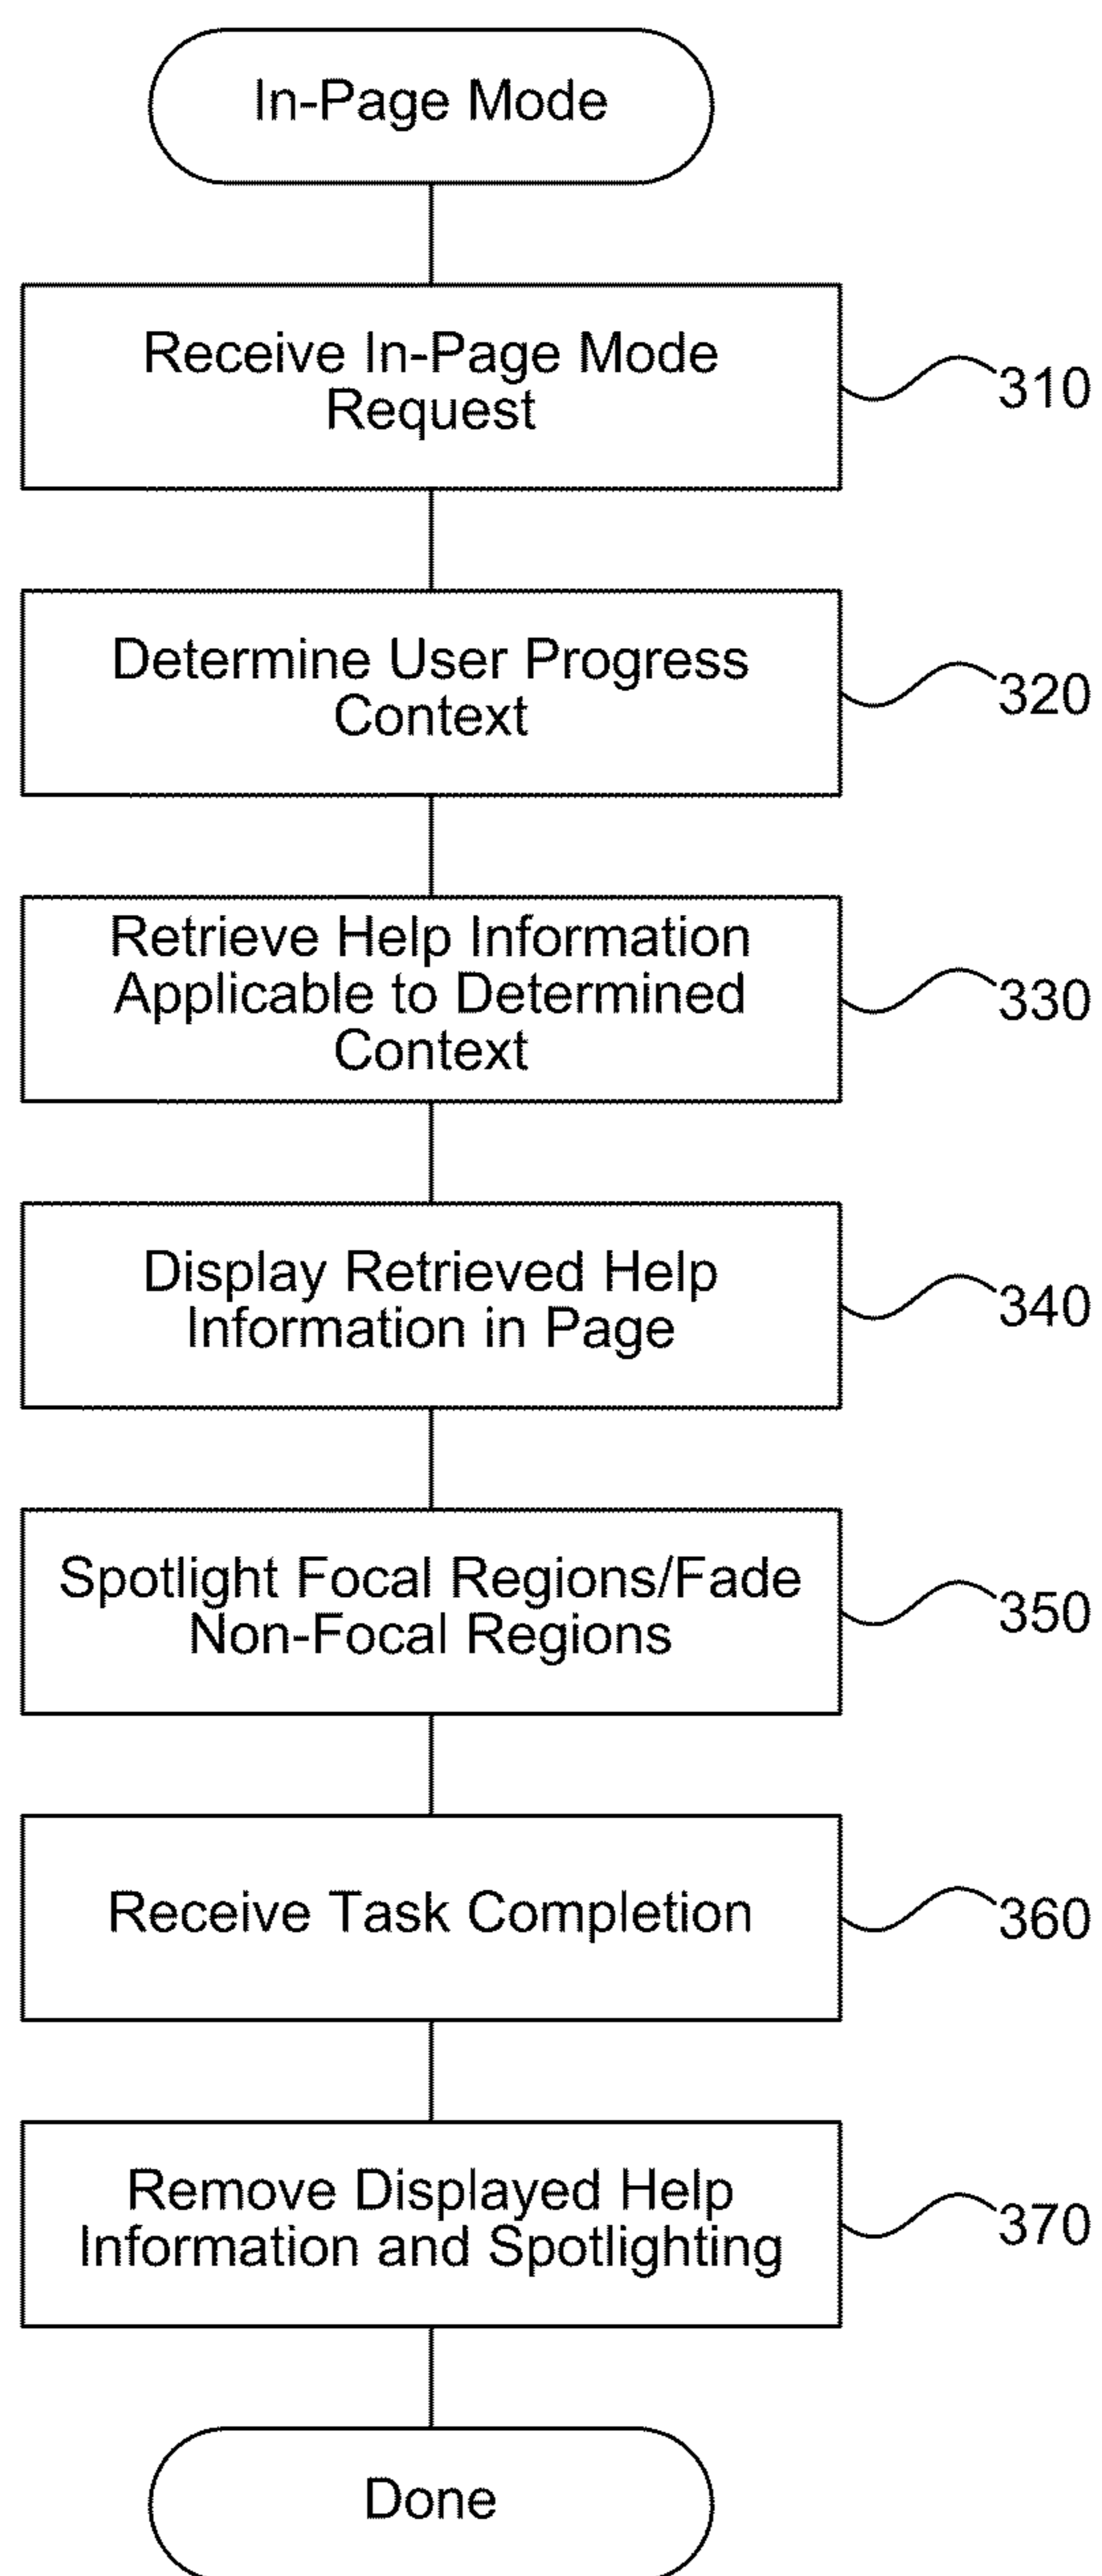 In-Page Mode
Receive In-Page Mode
Request
310
Determine User Progress
Context
320
Retrieve Help Information
Applicable to Determined
Context
330
Display Retrieved Help
Information in Page
340
Spotlight Focal Regions/Fade
Non-Focal Regions
350
Receive Task Completion
360
Remove Displayed Help
Information and Spotlighting
370
Done